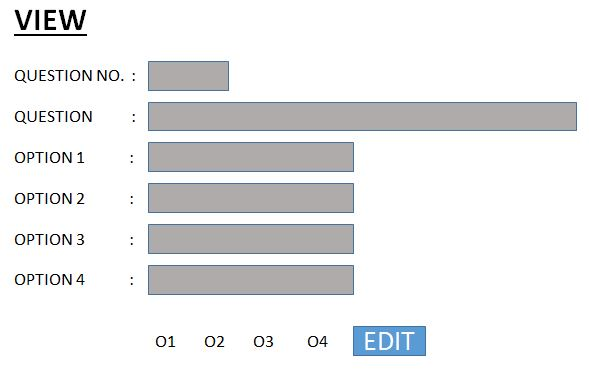 VIEW
QUESTION NO. :
QUESTION :
OPTION 1 :
OPTION 2 :
OPTION 3 :
OPTION 4 :
O1 O2 O3 O4 EDIT